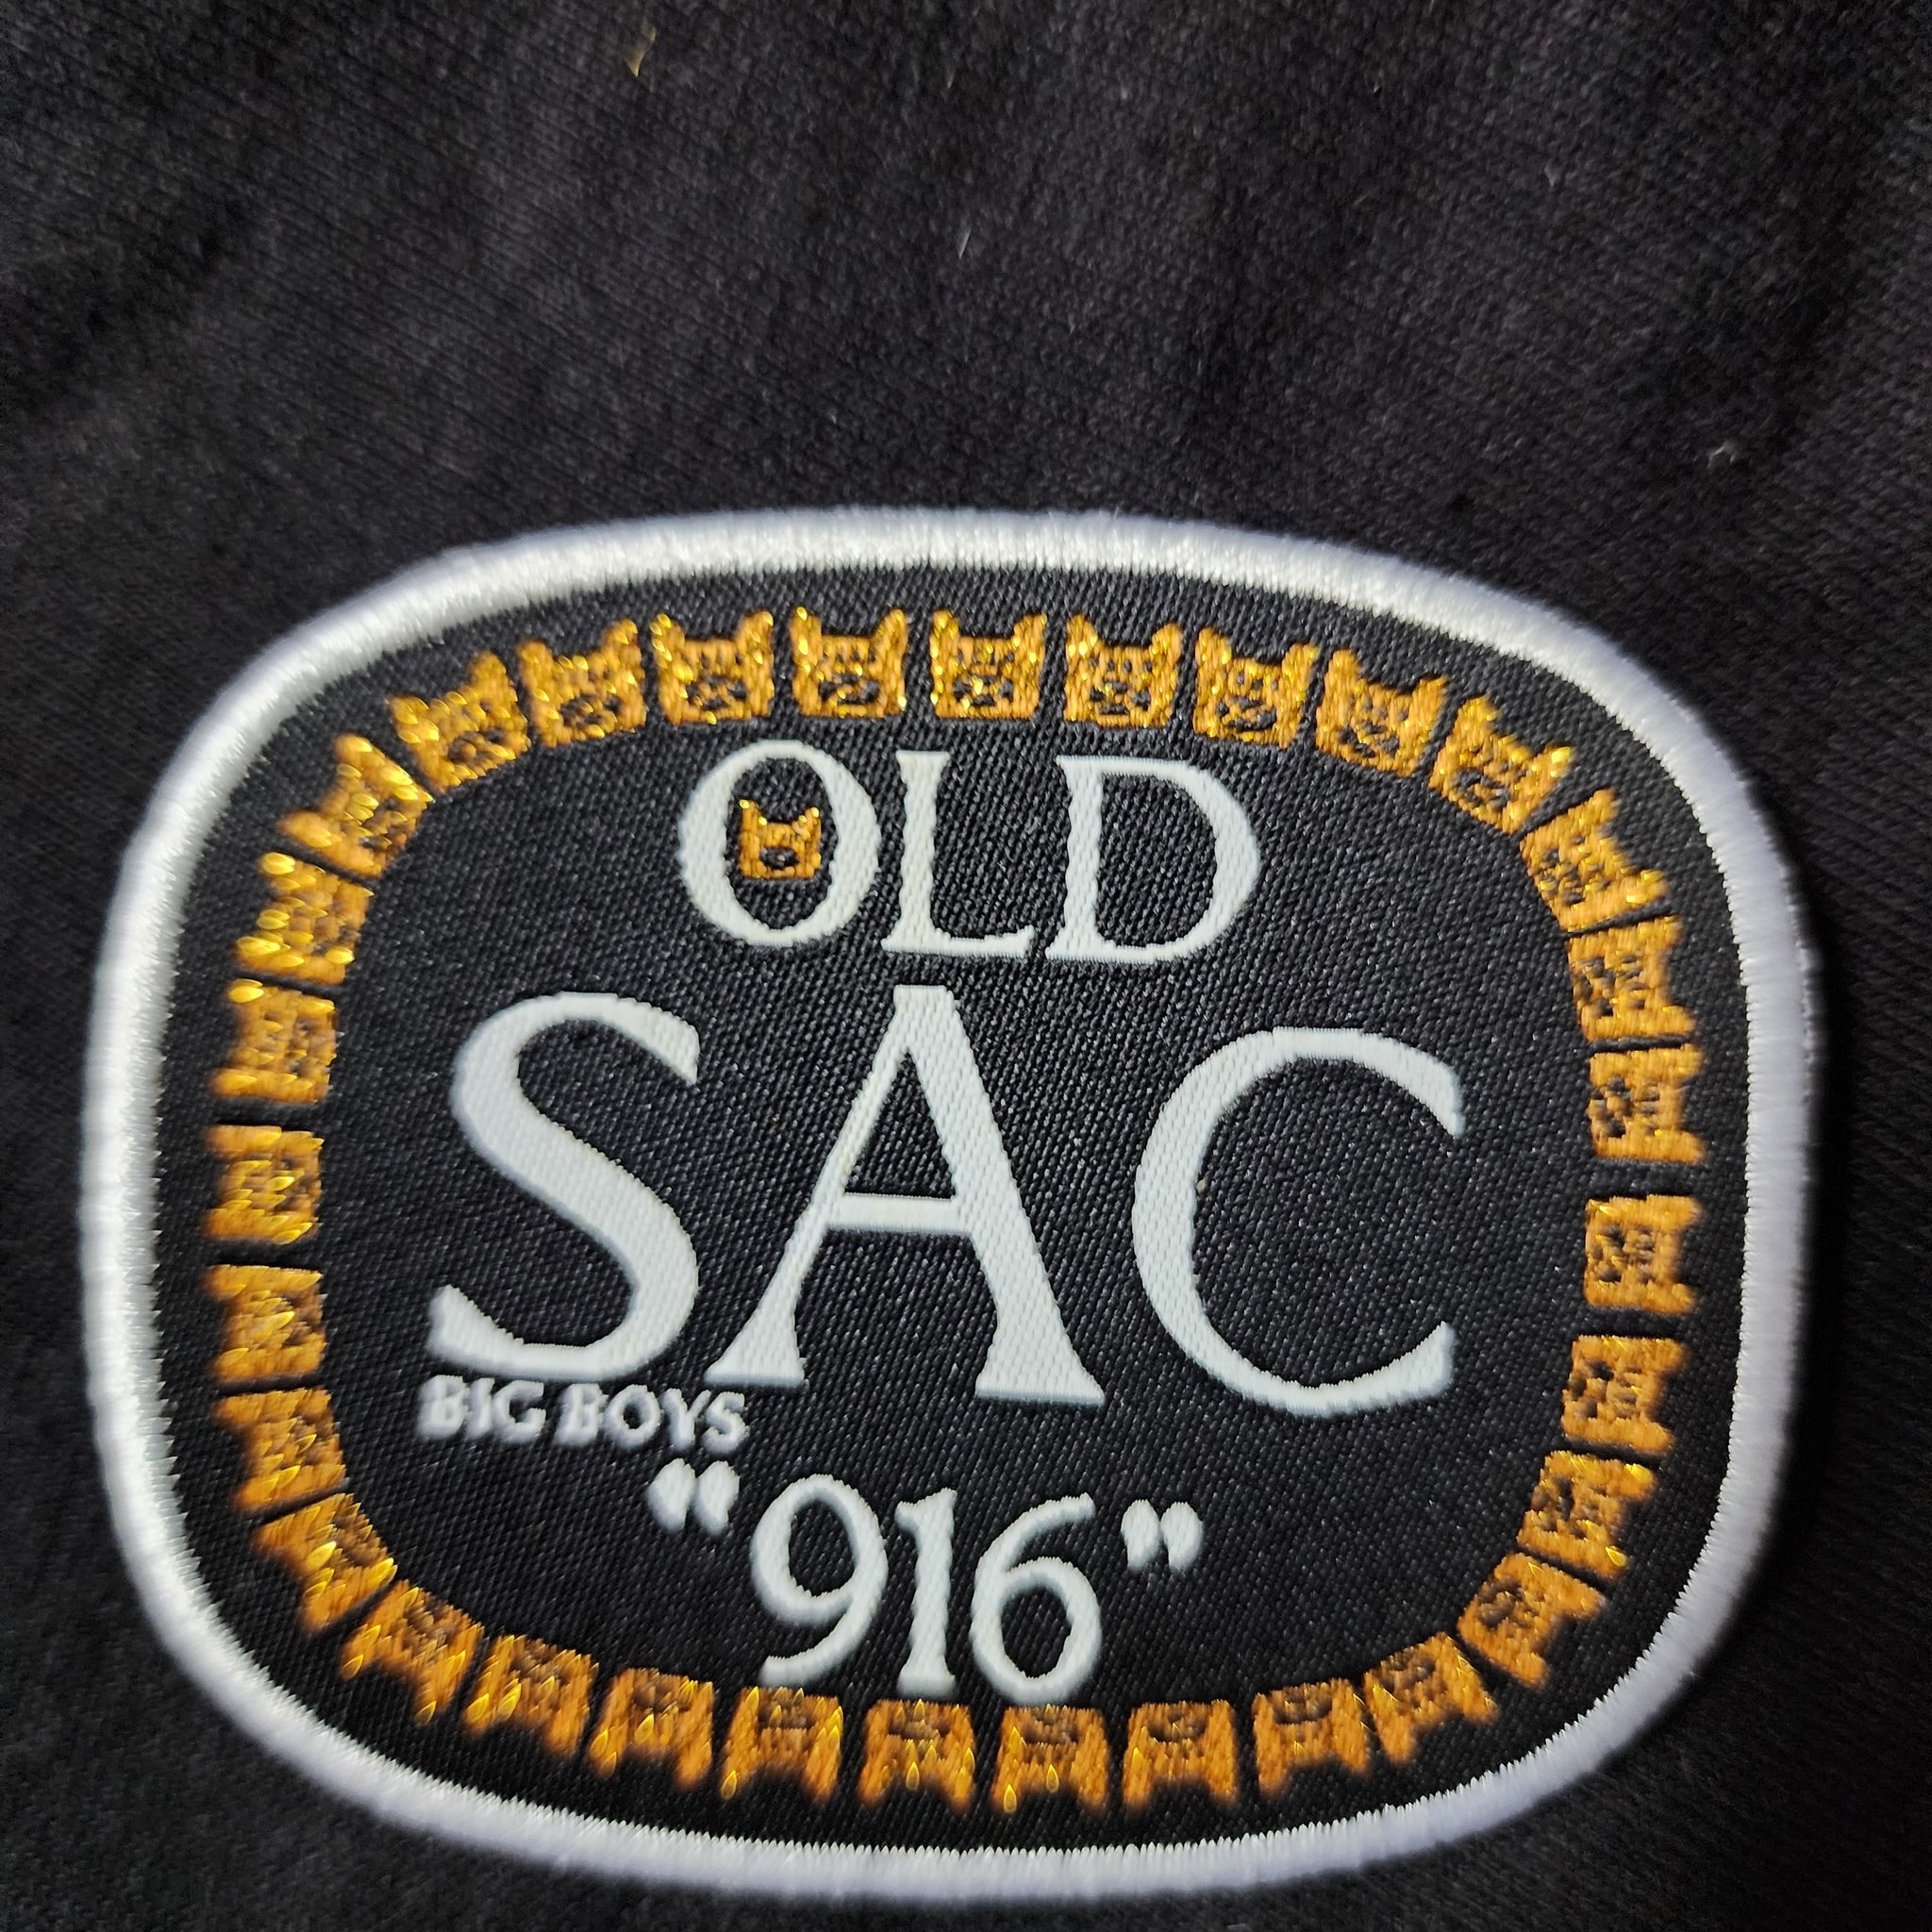 OLD
SAC
BIG BOYS
“916”